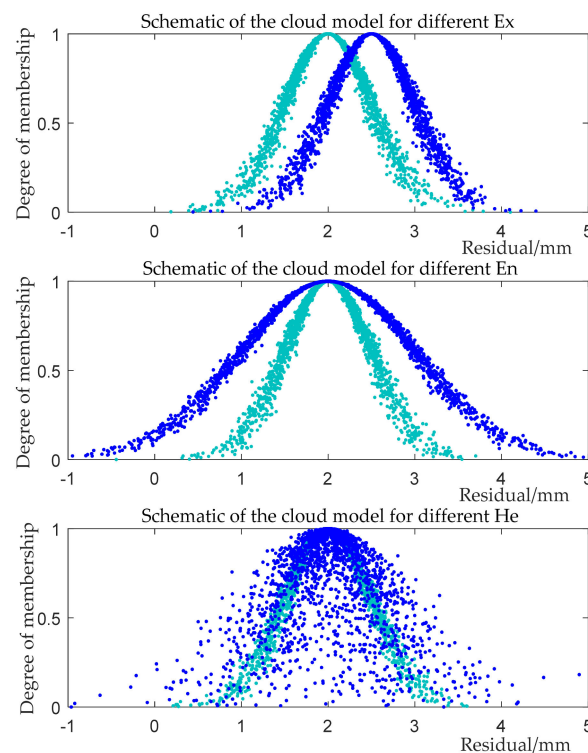 Schematic of the cloud model for different Ex
Degree of membership
1
0.5
0
-1 0 1 2 3 4 5
Residual/mm
Schematic of the cloud model for different En
Degree of membership
1
0.5
0
-1 0 1 2 3 4 5
Residual/mm
Schematic of the cloud model for different He
Degree of membership
1
0.5
0
-1 0 1 2 3 4 5
Residual/mm